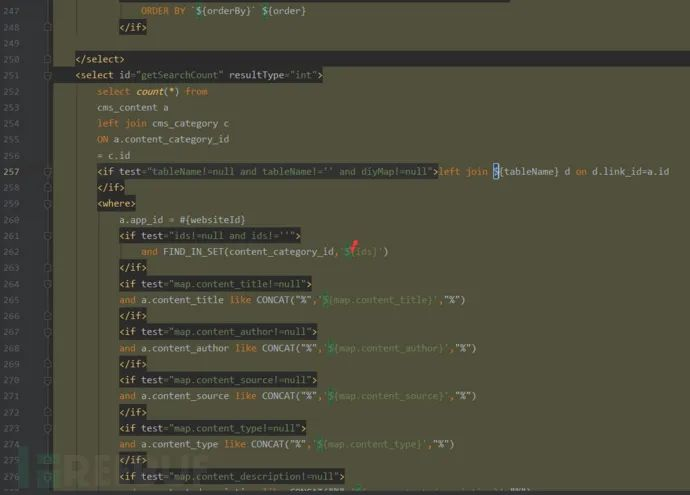 247 ORDER BY `${orderBy}` ${order}
248 </if>
249
250 </select>
251 <select id="getSearchCount" resultType="int">
252 select count(*) from
253 cms_content a
254 left join cms_category c
255 ON a.content_category_id
256 = c.id
257 <if test="tableName!=null and tableName!='' and diyMap!=null">left join ${tableName} d on d.link_id=a.id
258 </if>
259 <where>
260 a.app_id = #{websiteId}
261 <if test="ids!=null and ids!=''">
262 and FIND_IN_SET(content_category_id,'${ids}')
263 </if>
264 <if test="map.content_title!=null">
265 and a.content_title like CONCAT("%",'${map.content_title}',"%")
266 </if>
267 <if test="map.content_author!=null">
268 and a.content_author like CONCAT("%",'${map.content_author}',"%")
269 </if>
270 <if test="map.content_source!=null">
271 and a.content_source like CONCAT("%",'${map.content_source}',"%")
272 </if>
273 <if test="map.content_type!=null">
274 and a.content_type like CONCAT("%",'${map.content_type}',"%")
275 </if>
276 <if test="map.content_description!=null">